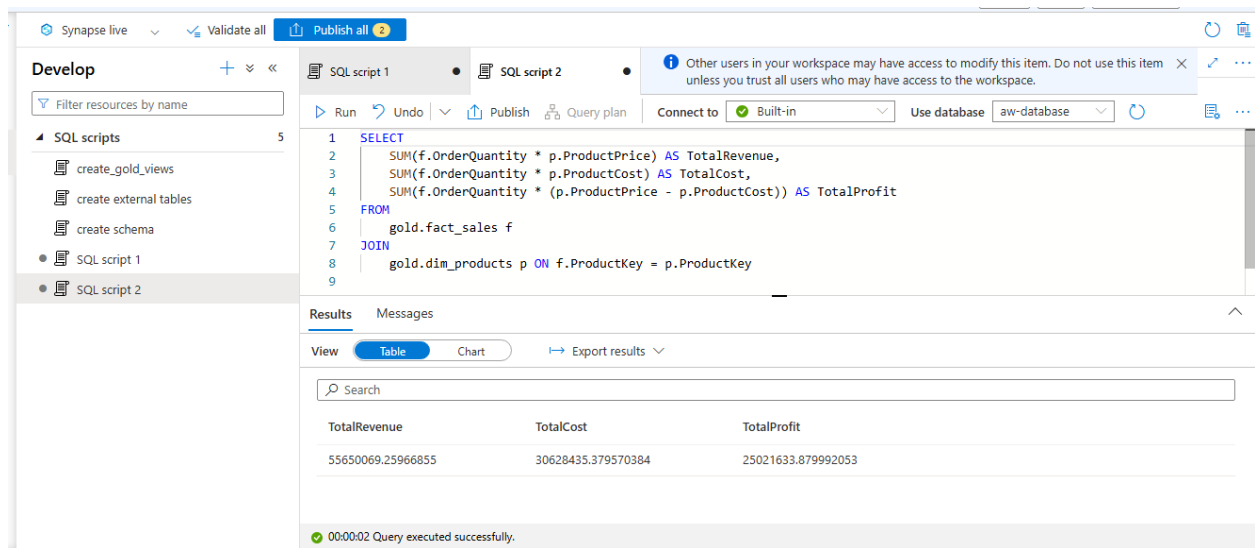 Synapse live
Validate all
Publish all 2
Develop
Filter resources by name
SQL scripts 5
create_gold_views
create external tables
create schema
SQL script 1
SQL script 2
SQL script 1
SQL script 2
Other users in your workspace may have access to modify this item. Do not use this item
unless you trust all users who may have access to the workspace.
Run Undo Publish Query plan Connect to Built-in Use database aw-database
1 SELECT
2 SUM(f.OrderQuantity * p.ProductPrice) AS TotalRevenue,
3 SUM(f.OrderQuantity * p.ProductCost) AS TotalCost,
4 SUM(f.OrderQuantity * (p.ProductPrice - p.ProductCost)) AS TotalProfit
5 FROM
6 gold.fact_sales f
7 JOIN
8 gold.dim_products p ON f.ProductKey = p.ProductKey
9
Results Messages
View Table Chart Export results
Search
TotalRevenue TotalCost TotalProfit
55650069.25966855 30628435.379570384 25021633.879992053
00:00:02 Query executed successfully.